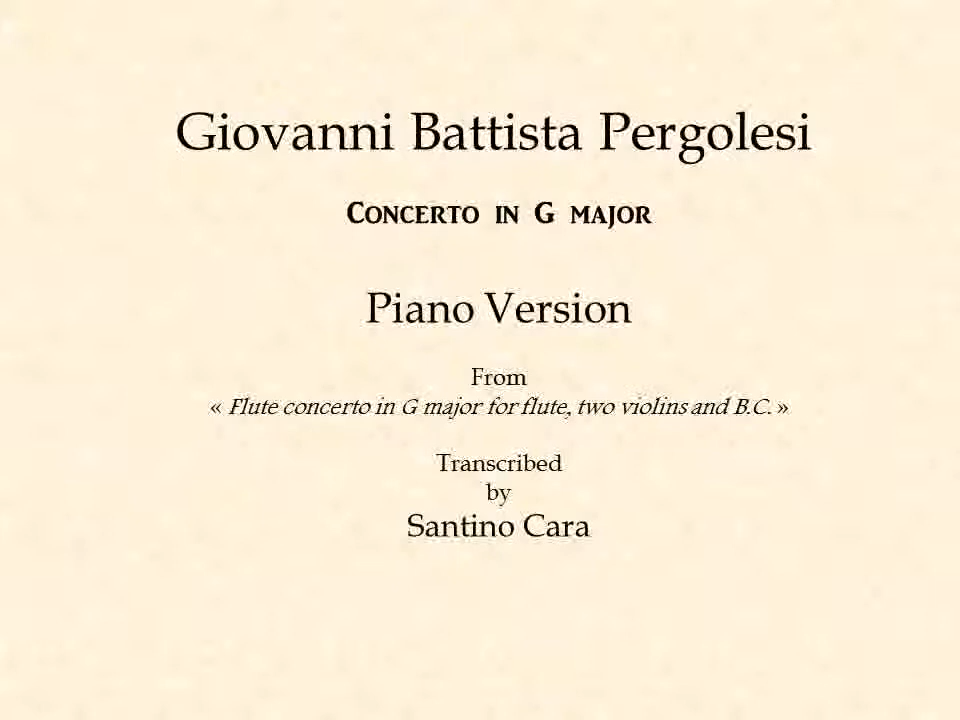 Giovanni Battista Pergolesi
Concerto in G major
Piano Version
From
« Flute concerto in G major for flute, two violins and B.C. »
Transcribed
by
Santino Cara